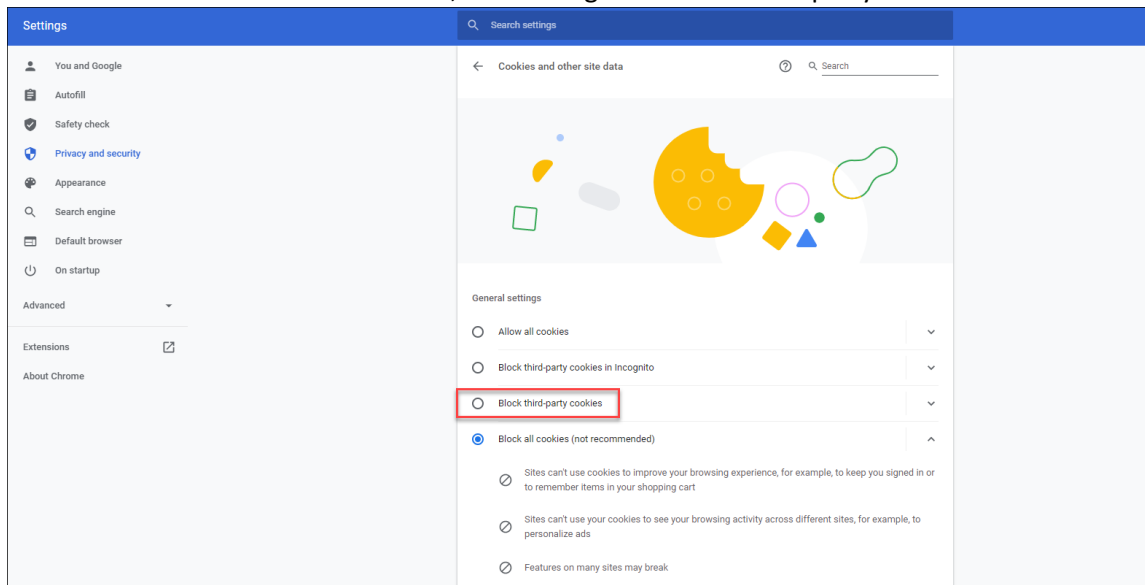 Settings
Search settings
You and Google
Autofill
Safety check
Privacy and security
Appearance
Search engine
Default browser
On startup
Advanced
Extensions
About Chrome
Cookies and other site data
Search
General settings
Allow all cookies
Block third-party cookies in Incognito
Block third-party cookies
Block all cookies (not recommended)
Sites can't use cookies to improve your browsing experience, for example, to keep you signed in or
to remember items in your shopping cart
Sites can't use your cookies to see your browsing activity across different sites, for example, to
personalize ads
Features on many sites may break